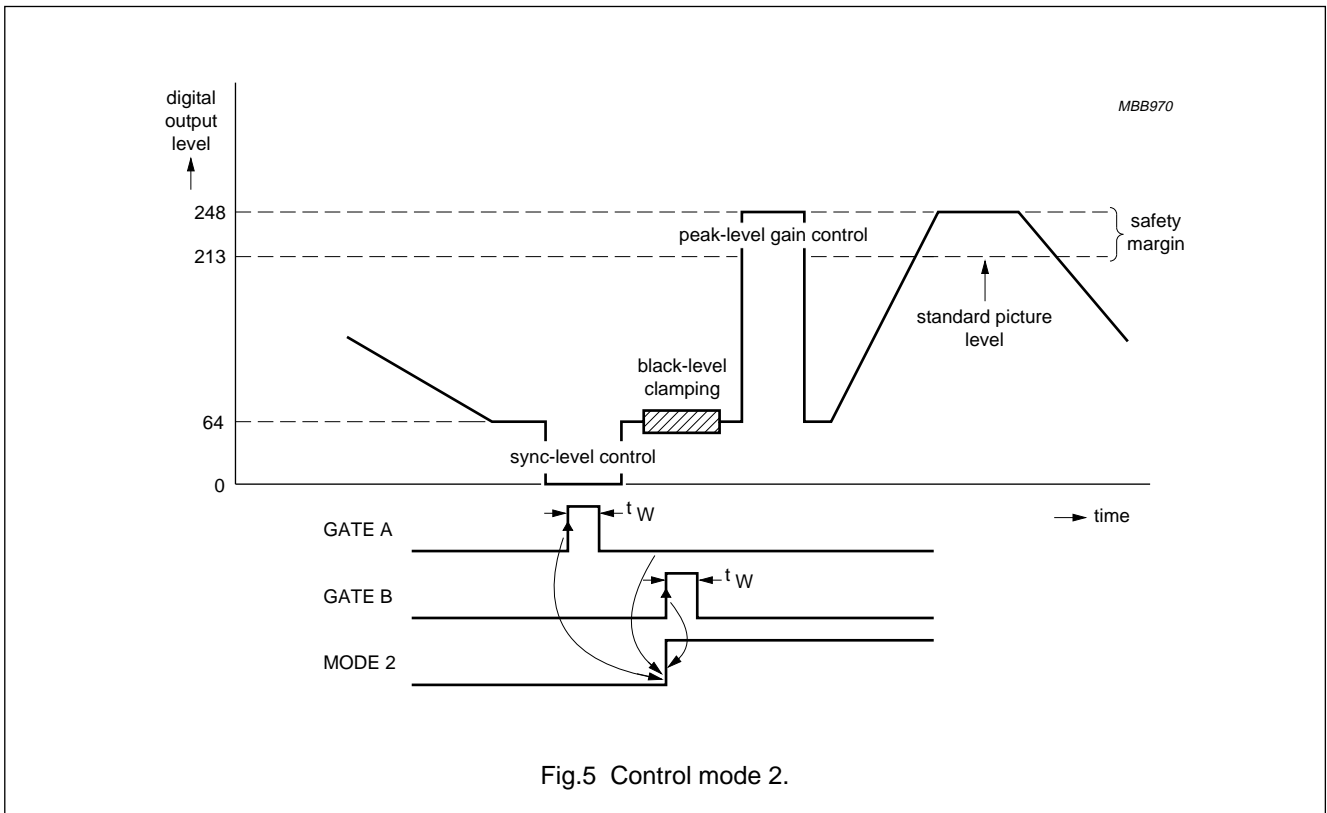 digital
output
level
MBB970
248
safety
margin
peak-level gain control
213
standard picture
level
black-level
clamping
64
sync-level control
0
time
GATE A
t W
GATE B
t W
MODE 2
Fig.5 Control mode 2.